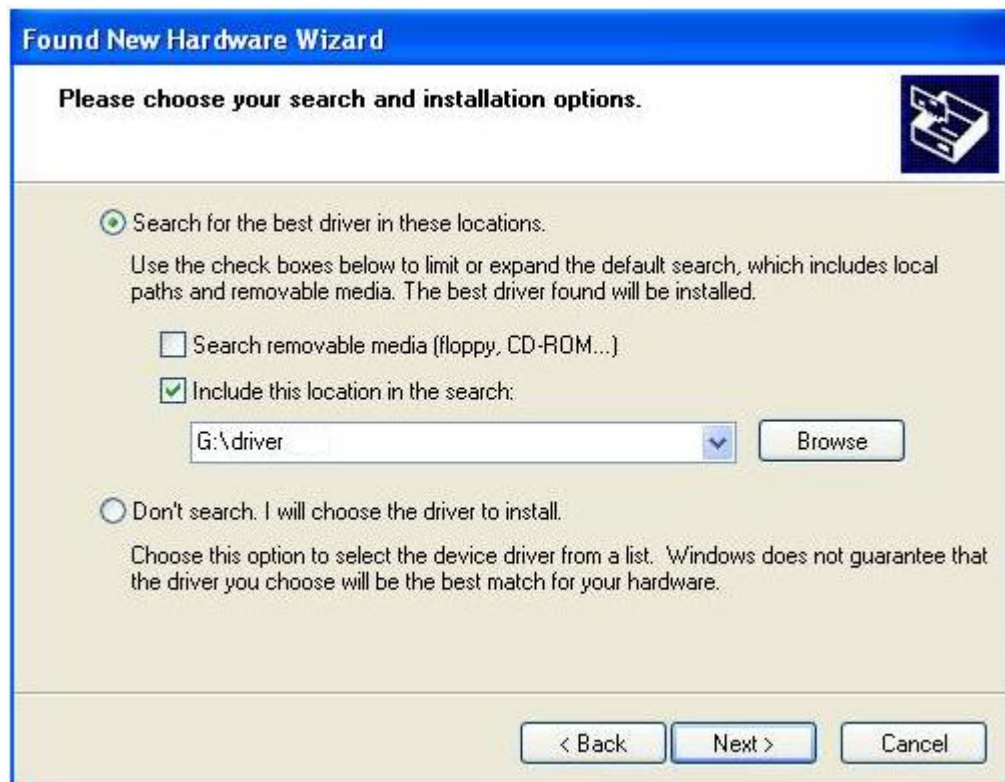 Found New Hardware Wizard
Please choose your search and installation options.
Search for the best driver in these locations.
Use the check boxes below to limit or expand the default search, which includes local
paths and removable media. The best driver found will be installed.
Search removable media (floppy, CD-ROM...)
Include this location in the search:
G:\driver
Browse
Don't search. I will choose the driver to install.
Choose this option to select the device driver from a list.  Windows does not guarantee that
the driver you choose will be the best match for your hardware.
< Back
Next >
Cancel